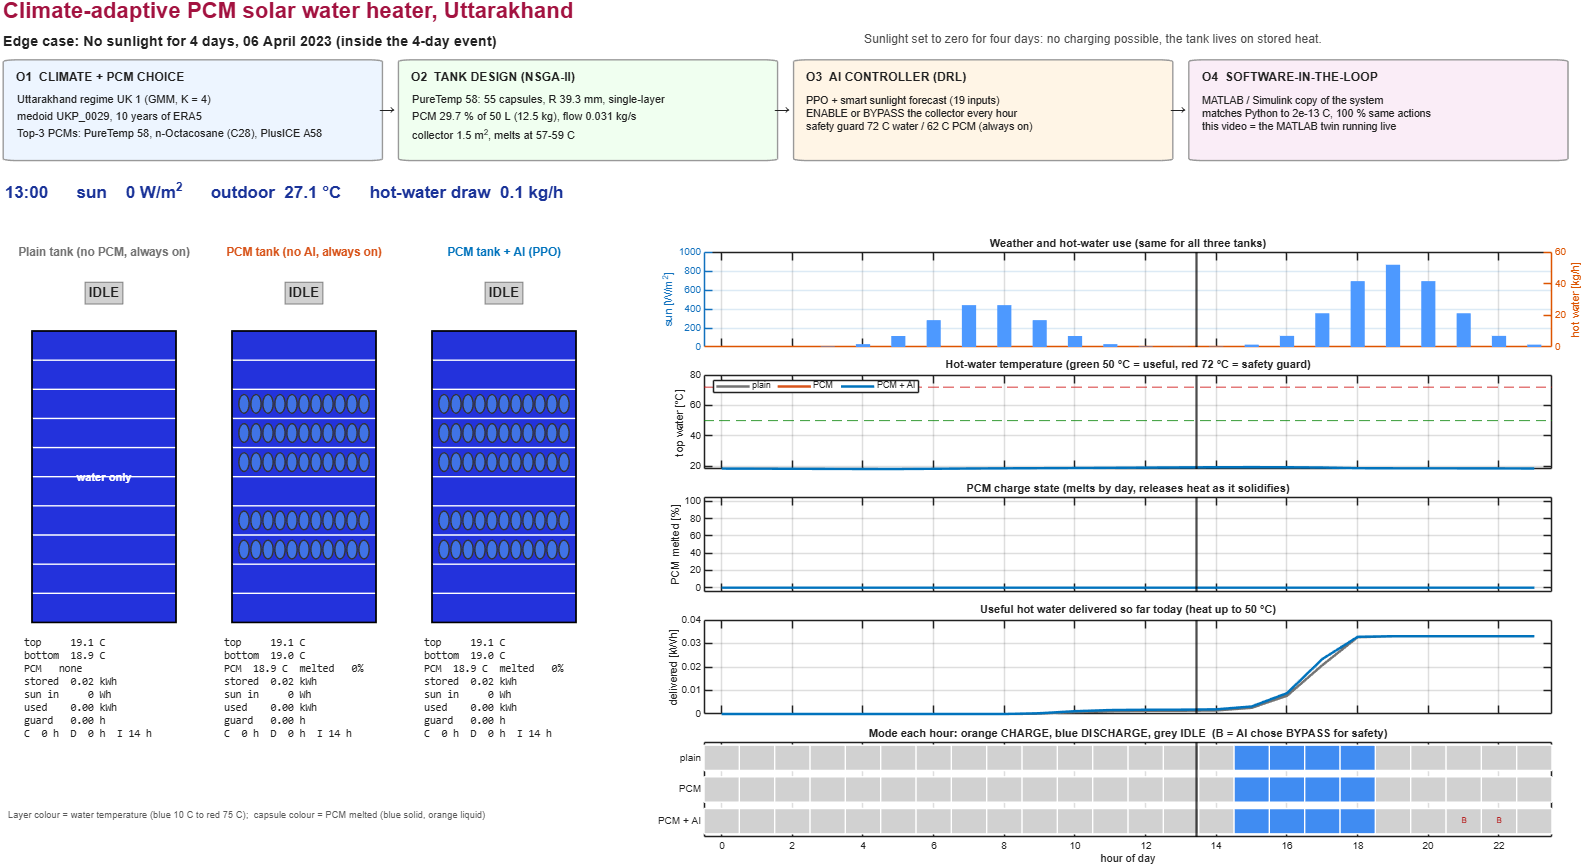 Climate-adaptive PCM solar water heater, Uttarakhand
Edge case: No sunlight for 4 days, 06 April 2023 (inside the 4-day event)
Sunlight set to zero for four days: no charging possible, the tank lives on stored heat.
O1 CLIMATE + PCM CHOICE
Uttarakhand regime UK 1 (GMM, K = 4)
medoid UKP_0029, 10 years of ERA5
Top-3 PCMs: PureTemp 58, n-Octacosane (C28), PlusICE A58
→
O2 TANK DESIGN (NSGA-II)
PureTemp 58: 55 capsules, R 39.3 mm, single-layer
PCM 29.7 % of 50 L (12.5 kg), flow 0.031 kg/s
collector 1.5 m², melts at 57-59 C
→
O3 AI CONTROLLER (DRL)
PPO + smart sunlight forecast (19 inputs)
ENABLE or BYPASS the collector every hour
safety guard 72 C water / 62 C PCM (always on)
→
O4 SOFTWARE-IN-THE-LOOP
MATLAB / Simulink copy of the system
matches Python to 2e-13 C, 100 % same actions
this video = the MATLAB twin running live
13:00 sun 0 W/m² outdoor 27.1 °C hot-water draw 0.1 kg/h
Plain tank (no PCM, always on)
IDLE
water only
top 19.1 C
bottom 18.9 C
PCM none
stored 0.02 kWh
sun in 0 Wh
used 0.00 kWh
guard 0.00 h
C 0 h D 0 h I 14 h
PCM tank (no AI, always on)
IDLE
top 19.1 C
bottom 19.0 C
PCM 18.9 C melted 0%
stored 0.02 kWh
sun in 0 Wh
used 0.00 kWh
guard 0.00 h
C 0 h D 0 h I 14 h
PCM tank + AI (PPO)
IDLE
top 19.1 C
bottom 19.0 C
PCM 18.9 C melted 0%
stored 0.02 kWh
sun in 0 Wh
used 0.00 kWh
guard 0.00 h
C 0 h D 0 h I 14 h
Layer colour = water temperature (blue 10 C to red 75 C); capsule colour = PCM melted (blue solid, orange liquid)
Weather and hot-water use (same for all three tanks)
sun [W/m²]
1000
800
600
400
200
0
hot water [kg/h]
60
40
20
0
Hot-water temperature (green 50 °C = useful, red 72 °C = safety guard)
top water [°C]
80
60
40
20
plain PCM PCM + AI
PCM charge state (melts by day, releases heat as it solidifies)
PCM melted [%]
100
80
60
40
20
0
Useful hot water delivered so far today (heat up to 50 °C)
delivered [kWh]
0.04
0.03
0.02
0.01
0
Mode each hour: orange CHARGE, blue DISCHARGE, grey IDLE (B = AI chose BYPASS for safety)
plain
PCM
PCM + AI
B B
0 2 4 6 8 10 12 14 16 18 20 22
hour of day